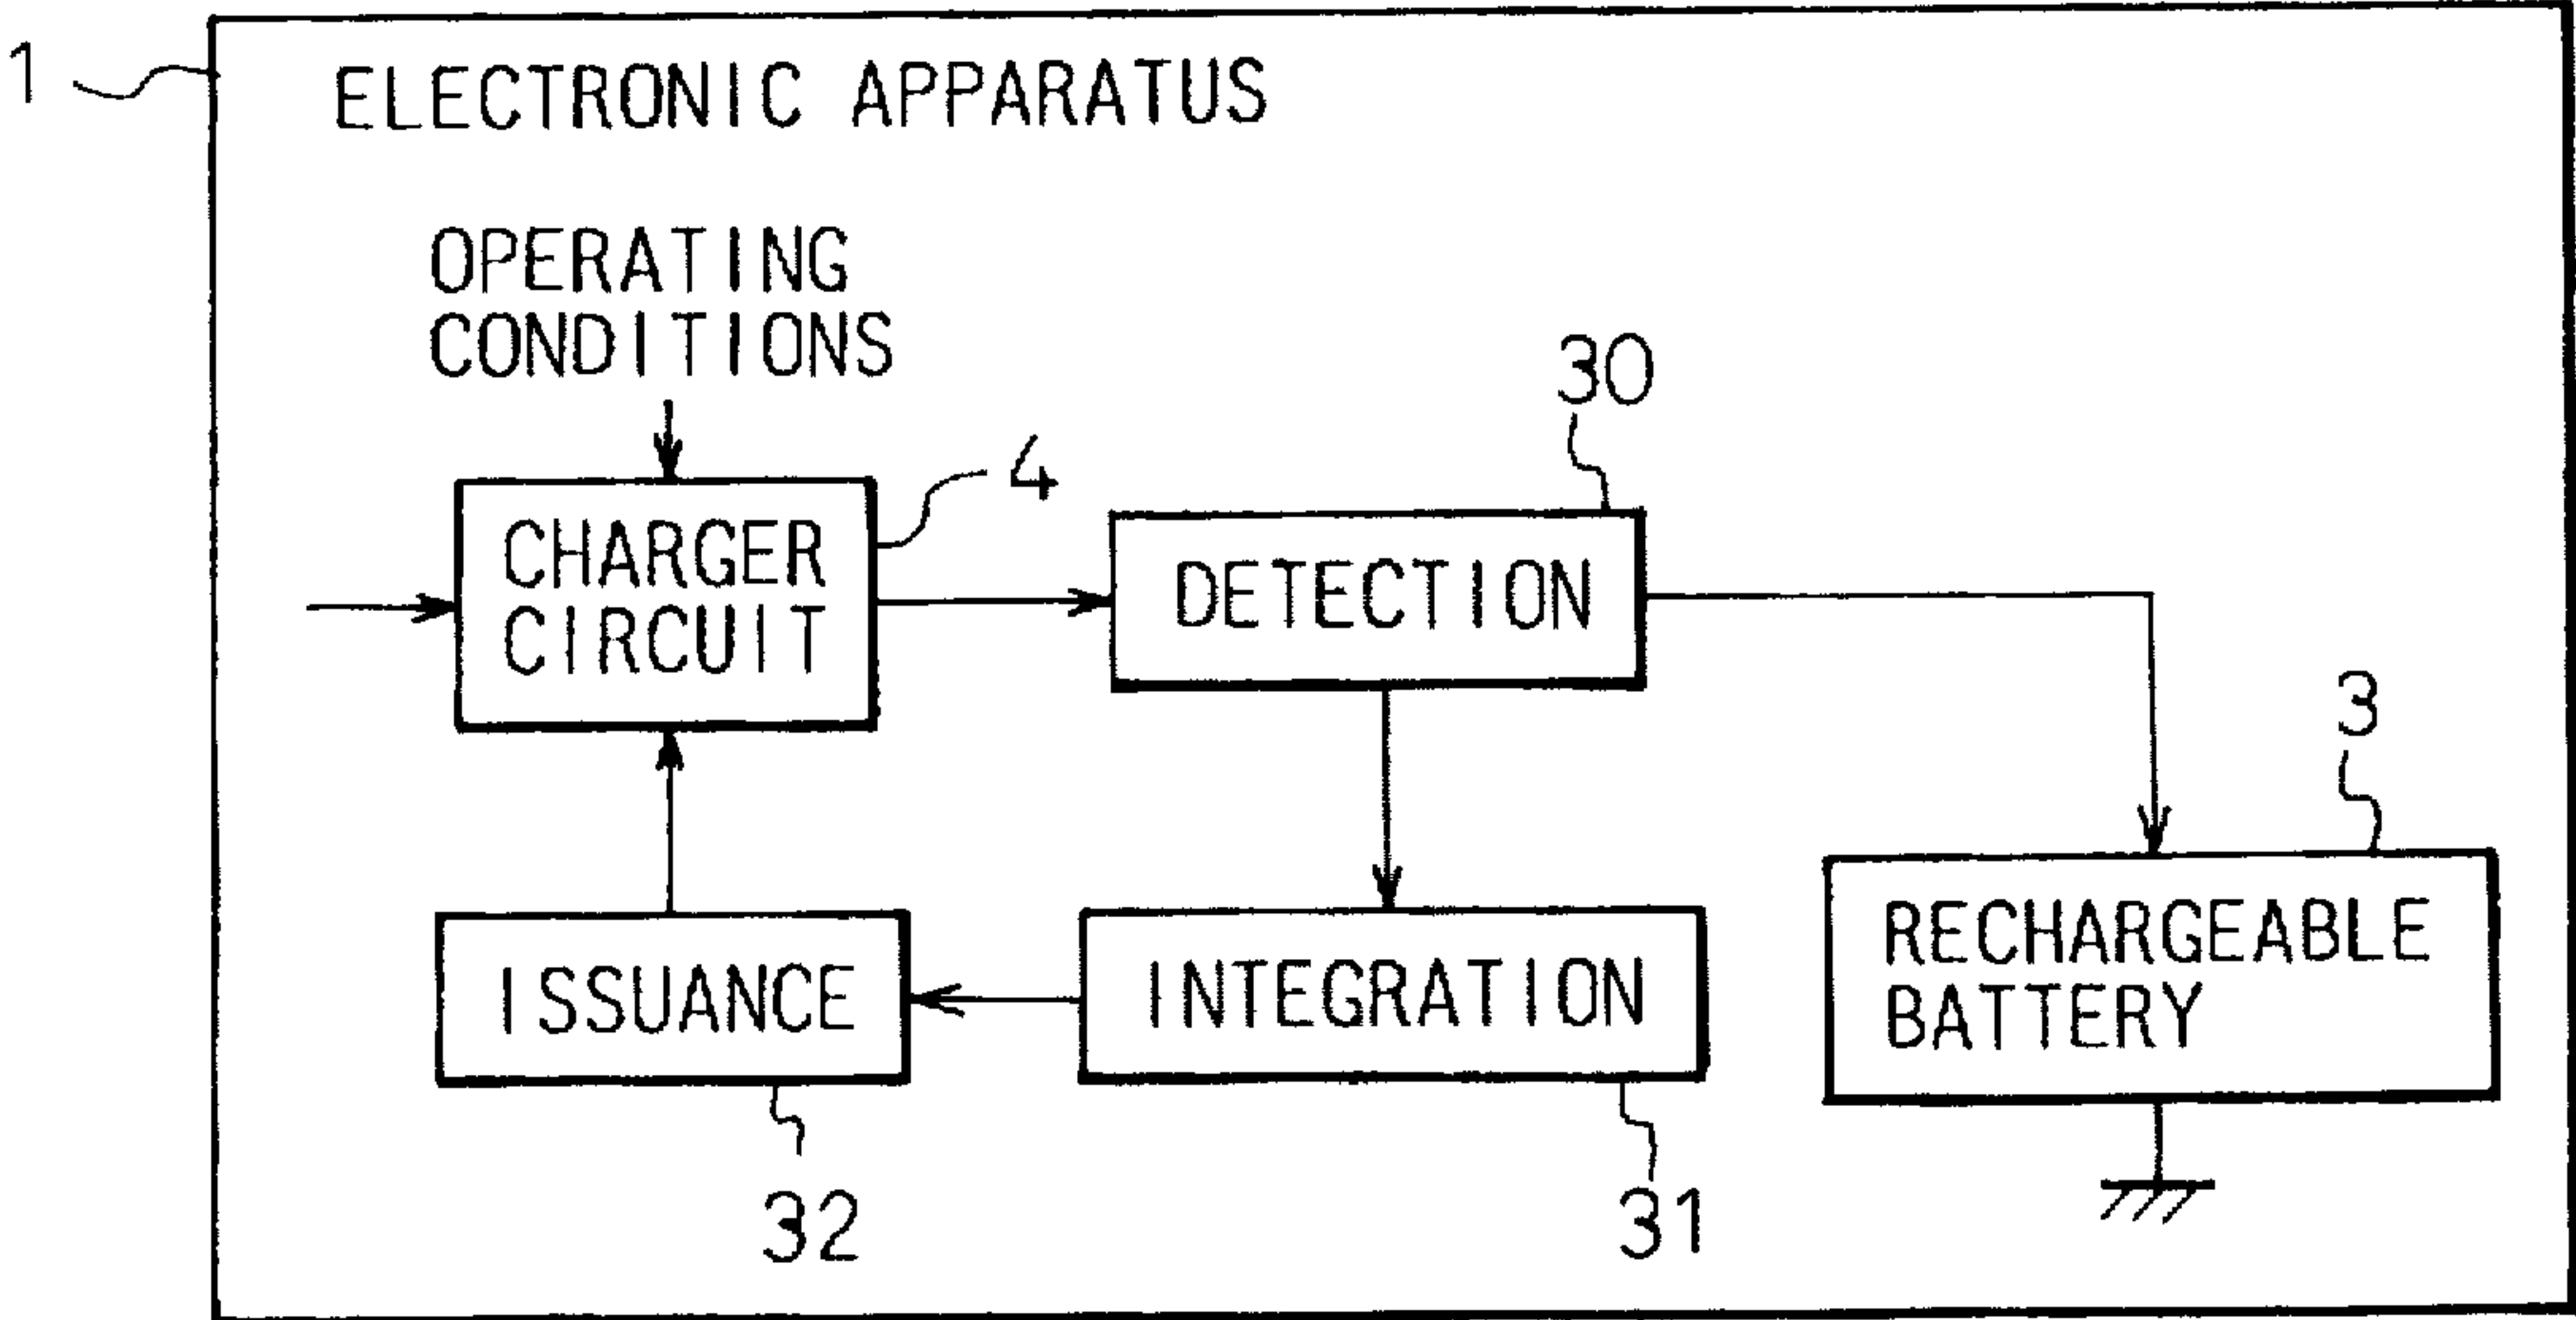 1
ELECTRONIC APPARATUS
OPERATING
CONDITIONS
30
4
CHARGER
CIRCUIT
DETECTION
3
RECHARGEABLE
BATTERY
ISSUANCE
INTEGRATION
32
31